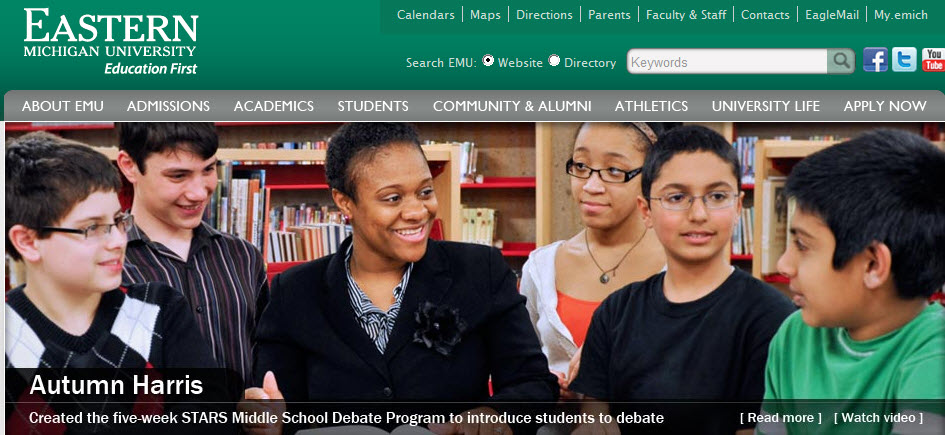 EASTERN
MICHIGAN UNIVERSITY
Education First
Calendars | Maps | Directions | Parents | Faculty & Staff | Contacts | EagleMail | My.emich
Search EMU: Website Directory Keywords
You Tube
ABOUT EMU ADMISSIONS ACADEMICS STUDENTS COMMUNITY & ALUMNI ATHLETICS UNIVERSITY LIFE APPLY NOW
Autumn Harris
Created the five-week STARS Middle School Debate Program to introduce students to debate [ Read more ] [ Watch video ]